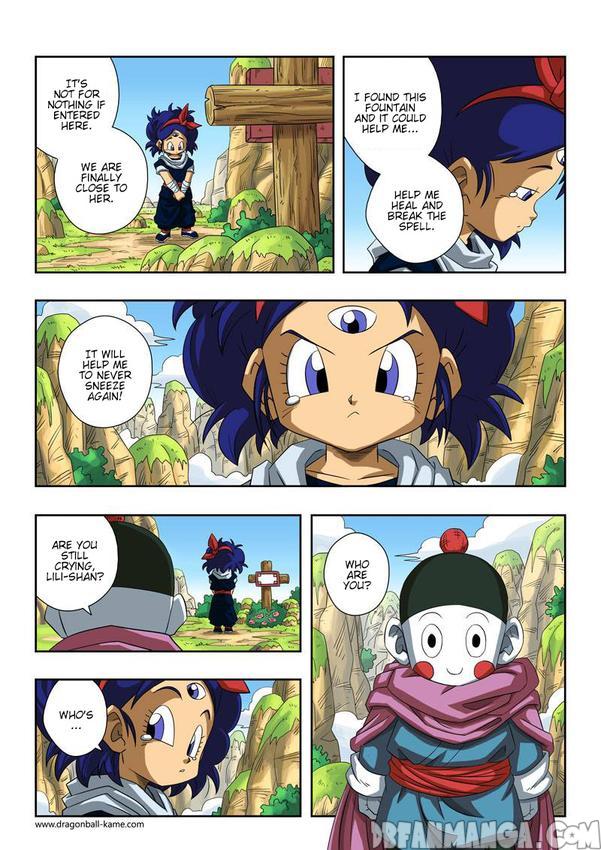 IT'S
NOT FOR
NOTHING IF
ENTERED
HERE.
WE ARE
FINALLY
CLOSE TO
HER.
I FOUND THIS
FOUNTAIN
AND IT COULD
HELP ME...
HELP ME
HEAL AND
BREAK THE
SPELL.
IT WILL
HELP ME
TO NEVER
SNEEZE
AGAIN!
ARE YOU
STILL
CRYING,
LILI-SHAN?
WHO
ARE
YOU?
WHO'S
...
www.dragonball-kame.com
DBFANMANGA.COM